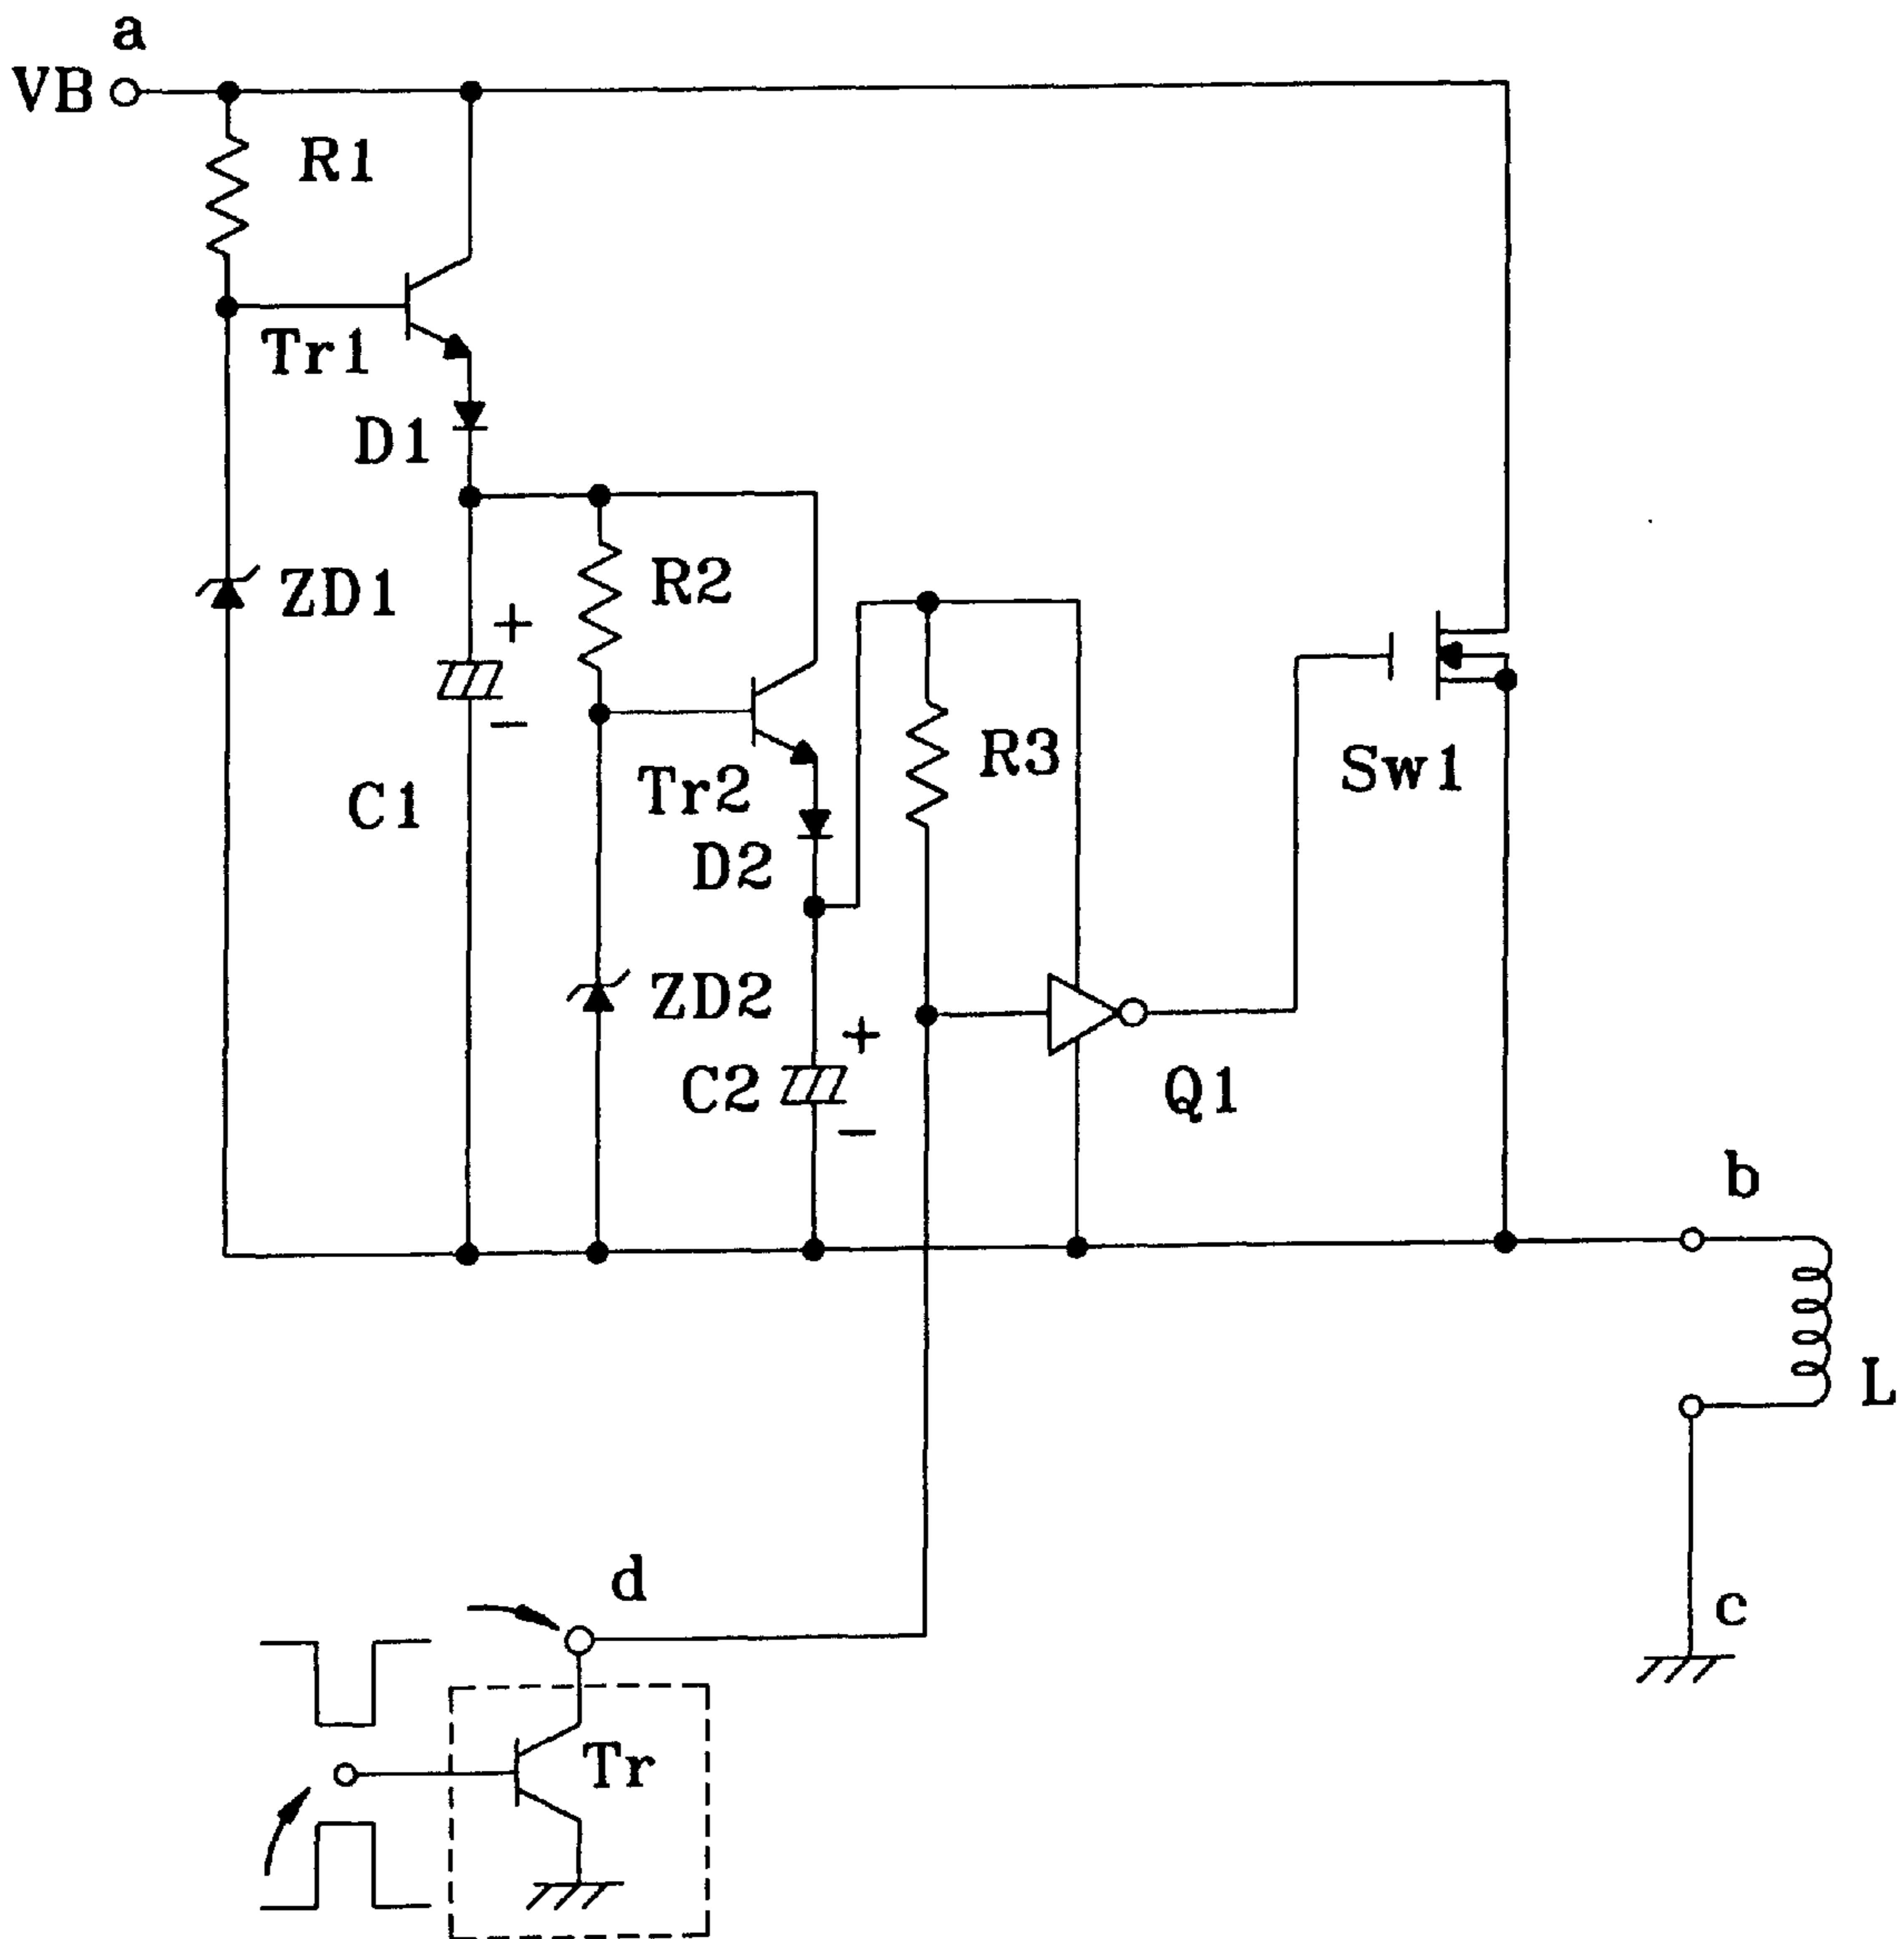 a
VB
R1
Tr1
D1
ZD1
R2
+
−
C1
R3
Sw1
Tr2
D2
ZD2
+
C2
−
Q1
b
L
d
c
Tr